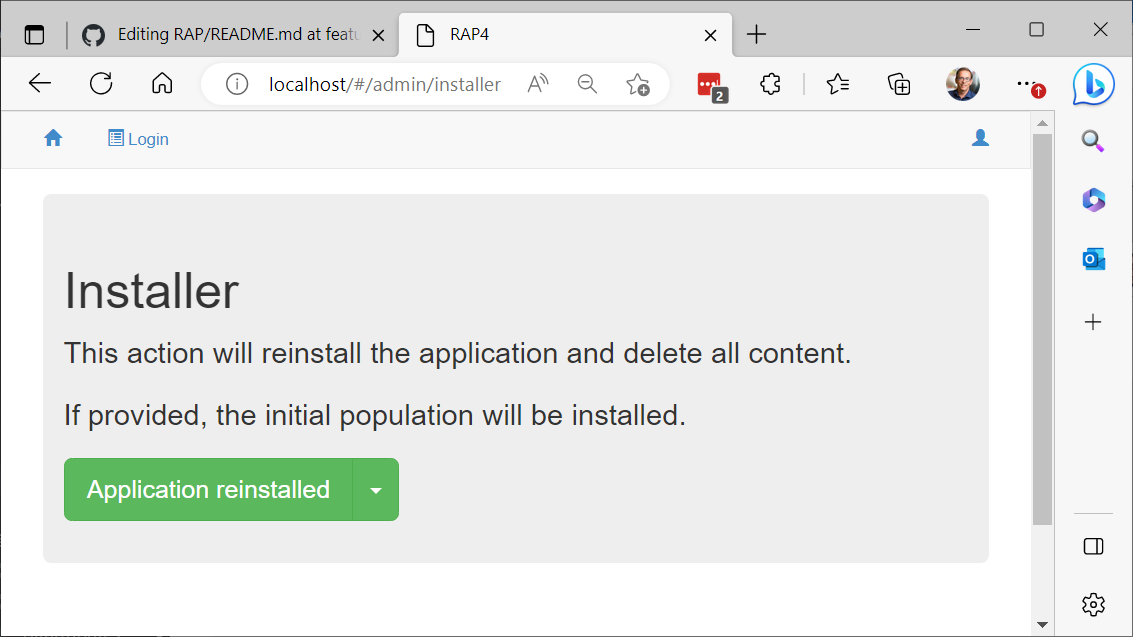 Editing RAP/README.md at featu
RAP4
localhost/#/admin/installer
2
Login
Installer
This action will reinstall the application and delete all content.
If provided, the initial population will be installed.
Application reinstalled